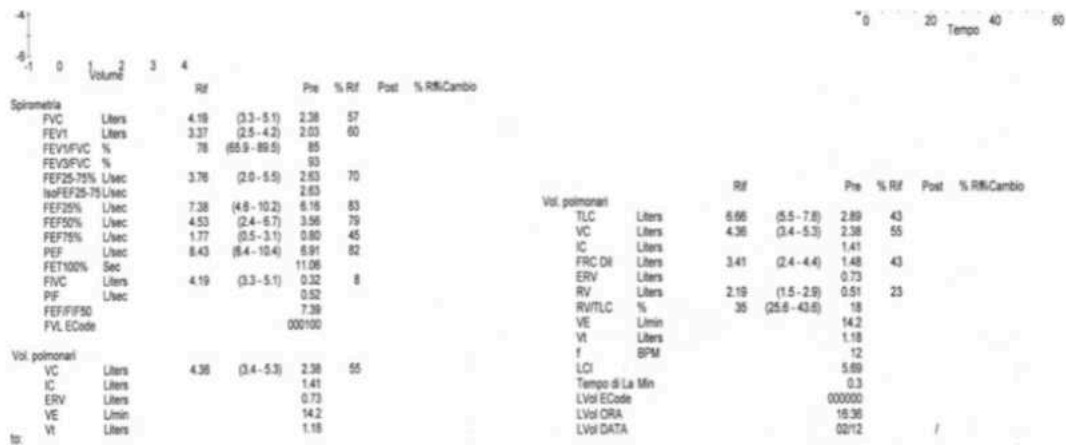 -4
-6
-1 0 1 2 3 4
Volume
0 20 40 60
Tempo
Rif Pre % Rif Post % Rif%Cambio
Spirometria
FVC Liters 4.19 (3.3 - 5.1) 2.38 57
FEV1 Liters 3.37 (2.5 - 4.2) 2.03 60
FEV1/FVC % 78 (65.9 - 89.5) 85
FEV3/FVC % 93
FEF25-75% L/sec 3.76 (2.0 - 5.5) 2.63 70
IsoFEF25-75 L/sec 2.63
FEF25% L/sec 7.38 (4.6 - 10.2) 6.16 83
FEF50% L/sec 4.53 (2.4 - 6.7) 3.56 79
FEF75% L/sec 1.77 (0.5 - 3.1) 0.80 45
PEF L/sec 8.43 (6.4 - 10.4) 6.91 82
FET100% Sec 11.06
FIVC Liters 4.19 (3.3 - 5.1) 0.32 8
PIF L/sec 0.52
FEF/FIF50 7.39
FVL ECode 000100
Vol. polmonari
VC Liters 4.36 (3.4 - 5.3) 2.38 55
IC Liters 1.41
ERV Liters 0.73
VE L/min 14.2
Vt Liters 1.18
to:
Rif Pre % Rif Post % Rif%Cambio
Vol. polmonari
TLC Liters 6.66 (5.5 - 7.8) 2.89 43
VC Liters 4.36 (3.4 - 5.3) 2.38 55
IC Liters 1.41
FRC Dil Liters 3.41 (2.4 - 4.4) 1.48 43
ERV Liters 0.73
RV Liters 2.19 (1.5 - 2.9) 0.51 23
RV/TLC % 35 (25.6 - 43.6) 18
VE L/min 14.2
Vt Liters 1.18
f BPM 12
LCI 5.69
Tempo di La Min 0.3
LVol ECode 000000
LVol ORA 16:36
LVol DATA 02/12 /